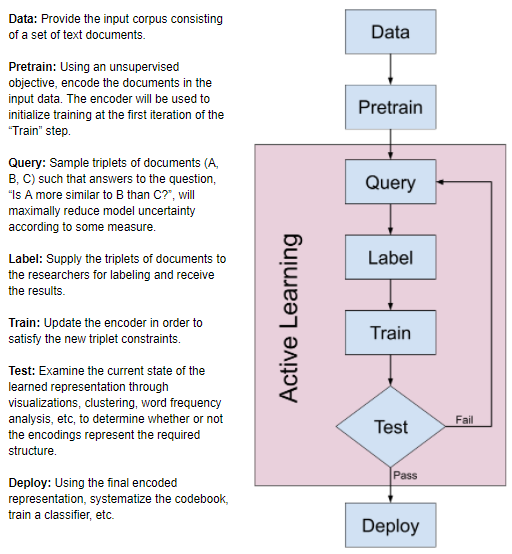 Data: Provide the input corpus consisting
of a set of text documents.
Pretrain: Using an unsupervised
objective, encode the documents in the
input data. The encoder will be used to
initialize training at the first iteration of the
“Train” step.
Query: Sample triplets of documents (A,
B, C) such that answers to the question,
“Is A more similar to B than C?”, will
maximally reduce model uncertainty
according to some measure.
Label: Supply the triplets of documents to
the researchers for labeling and receive
the results.
Train: Update the encoder in order to
satisfy the new triplet constraints.
Test: Examine the current state of the
learned representation through
visualizations, clustering, word frequency
analysis, etc, to determine whether or not
the encodings represent the required
structure.
Deploy: Using the final encoded
representation, systematize the codebook,
train a classifier, etc.
Data
Pretrain
Active Learning
Query
Label
Train
Test
Fail
Pass
Deploy